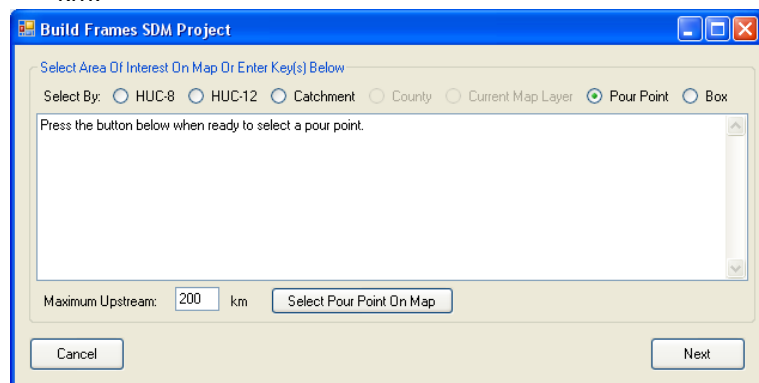 Build Frames SDM Project
Select Area Of Interest On Map Or Enter Key(s) Below
Select By: HUC-8 HUC-12 Catchment County Current Map Layer Pour Point Box
Press the button below when ready to select a pour point.
Maximum Upstream: 200 km Select Pour Point On Map
Cancel Next